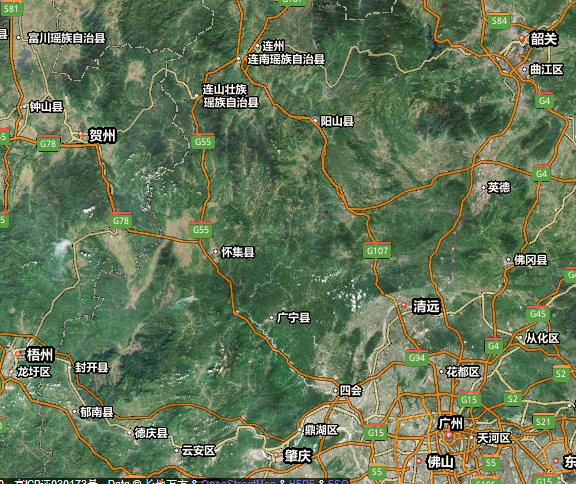 S81
G107
S84
富川瑶族自治县
连州
韶关
连南瑶族自治县
曲江区
连山壮族
瑶族自治县
G4
钟山县
阳山县
贺州
G78
G55
G4
英德
G78
G55
怀集县
G107
佛冈县
清远
广宁县
G45
梧州
G94
G4
从化区
龙圩区
封开县
花都区
S2
四会
G15
S2
郁南县
S21
广州
德庆县
鼎湖区
G15
天河区
云安区
肇庆
佛山
S5
S5
G15